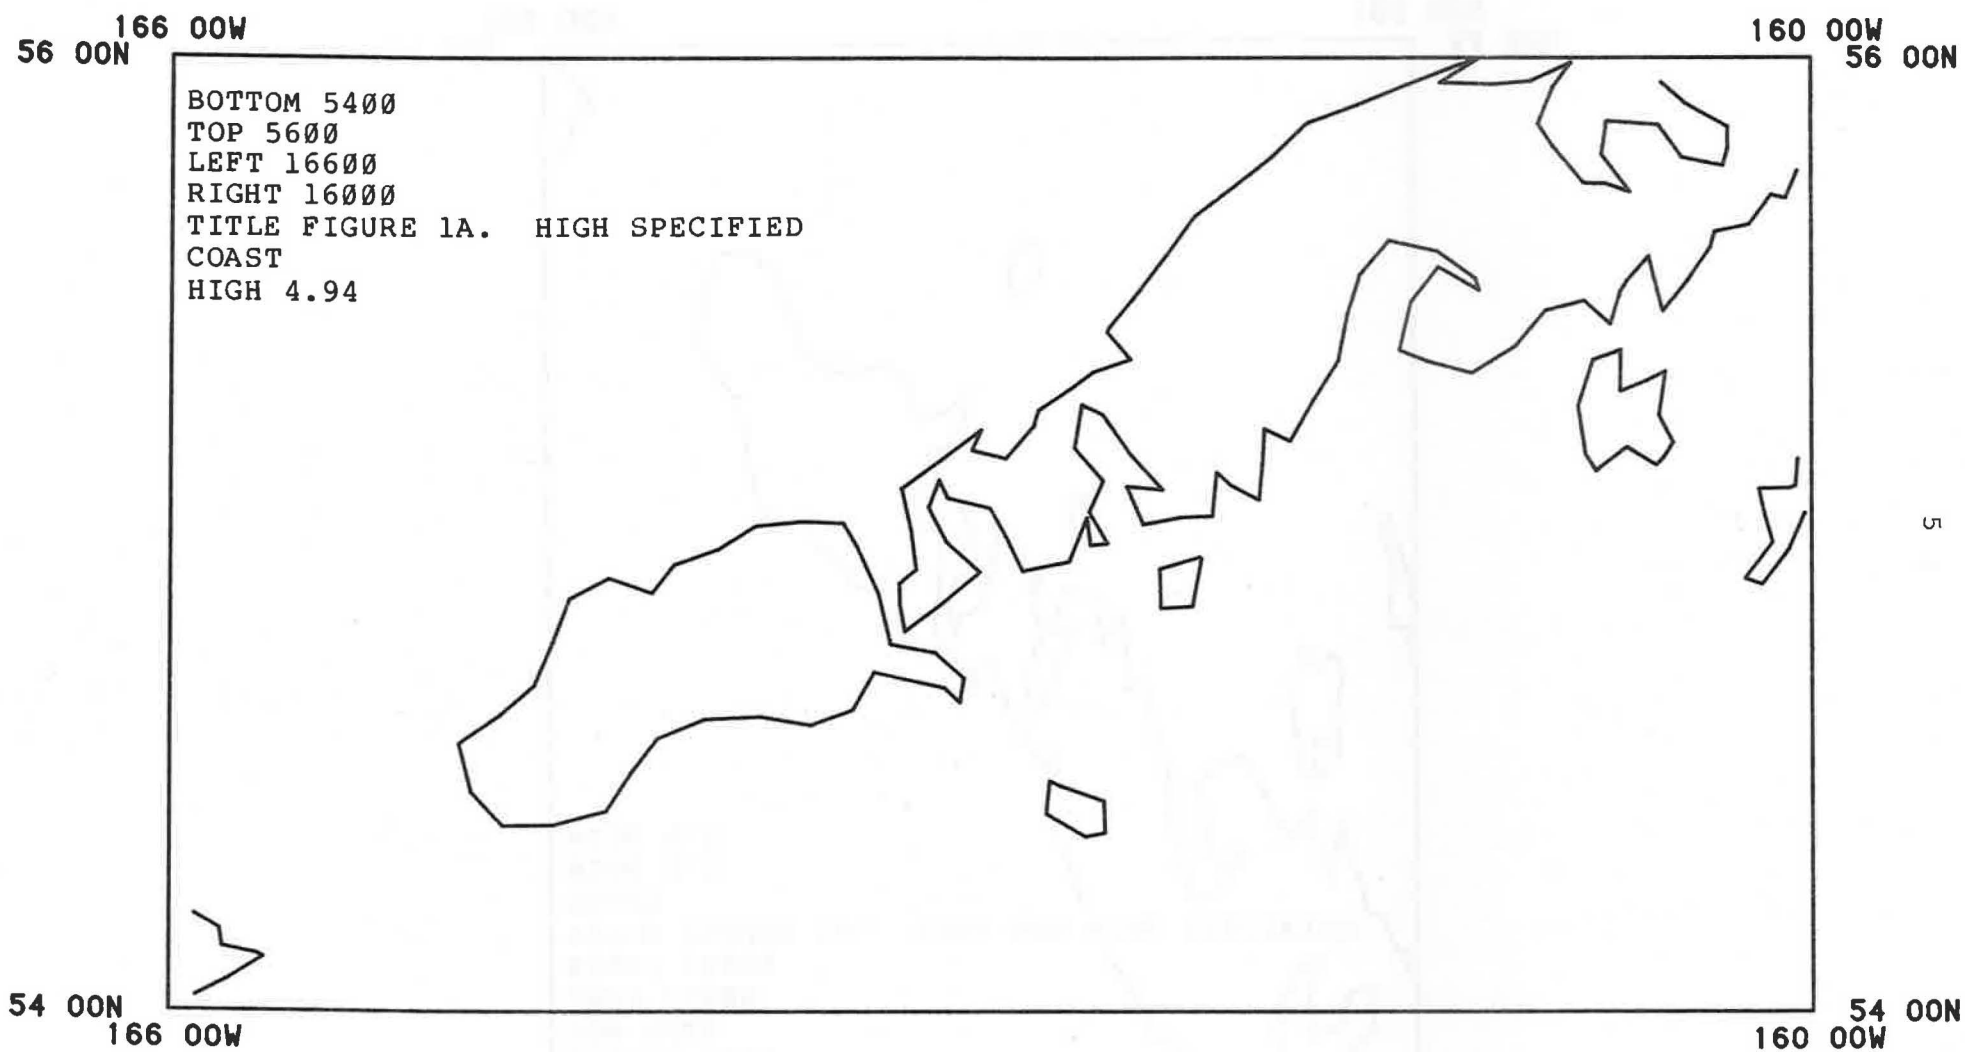 166 00W
160 00W
56 00N
56 00N
BOTTOM 5400
TOP 5600
LEFT 16600
RIGHT 16000
TITLE FIGURE 1A. HIGH SPECIFIED
COAST
HIGH 4.94
5
54 00N
54 00N
166 00W
160 00W